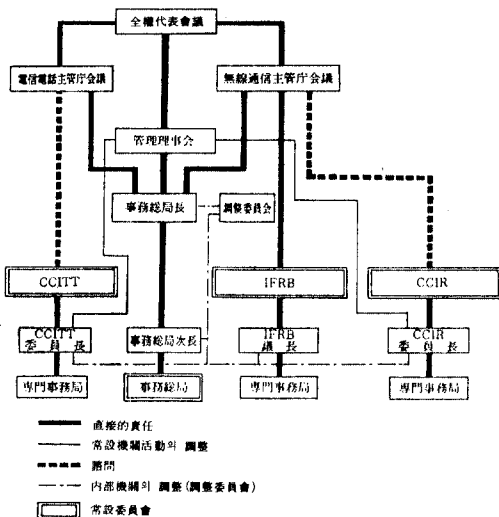 全權代表會議
電信電話主管庁会議
無線通信主管庁会議
管理理事会
事務総局長
調整委員会
CCITT
IFRB
CCIR
CCITT
委員長
事務総局次長
IFRB
議長
CCIR
委員長
専門事務局
事務総局
専門事務局
専門事務局
直接的責任
常設機關活動의 調整
諮問
内部機關의 調整(調整委員會)
常設委員會